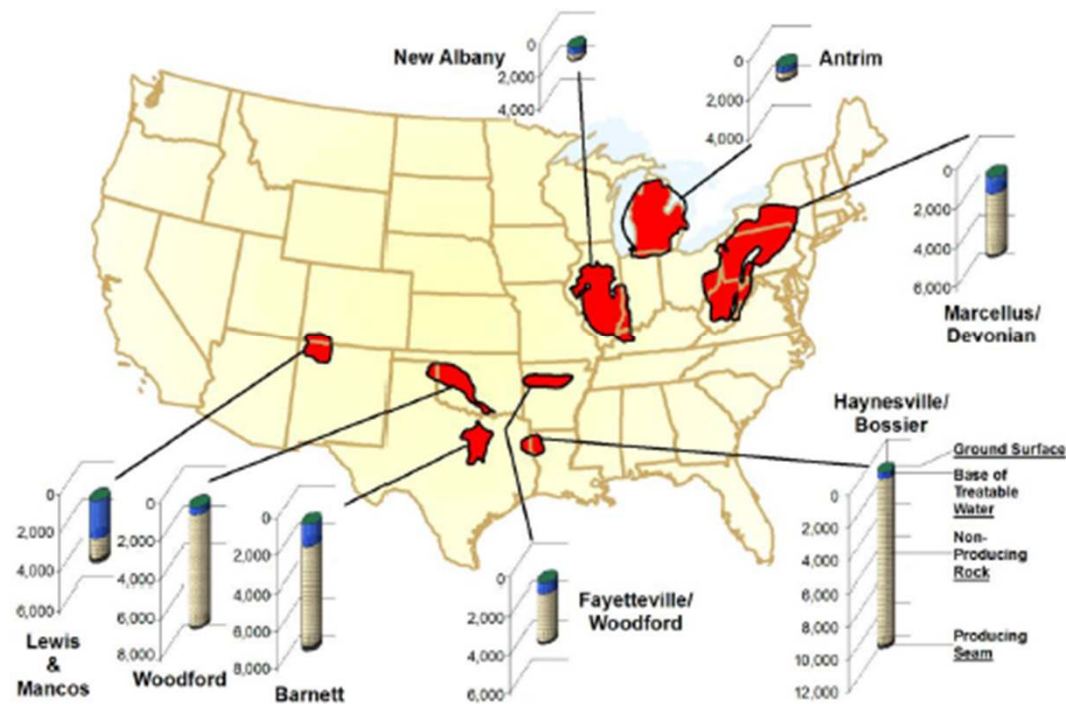 New Albany
0
2,000
4,000
Antrim
0
2,000
4,000
0
2,000
4,000
6,000
Marcellus/
Devonian
Haynesville/
Bossier
Ground Surface
Base of
Treatable
Water
Non-
Producing
Rock
Producing
Seam
0
2,000
4,000
6,000
8,000
10,000
12,000
0
2,000
4,000
6,000
Lewis
&
Mancos
0
2,000
4,000
6,000
8,000
Woodford
0
2,000
4,000
6,000
8,000
Barnett
0
2,000
4,000
6,000
Fayetteville/
Woodford